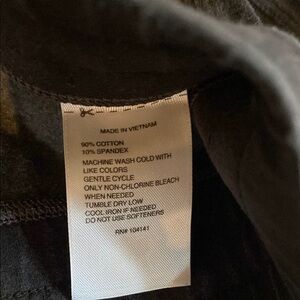 MADE IN VIETNAM
90% COTTON
10% SPANDEX
MACHINE WASH COLD WITH
LIKE COLORS
GENTLE CYCLE
ONLY NON-CHLORINE BLEACH
WHEN NEEDED
TUMBLE DRY LOW
COOL IRON IF NEEDED
DO NOT USE SOFTENERS
RN# 104141